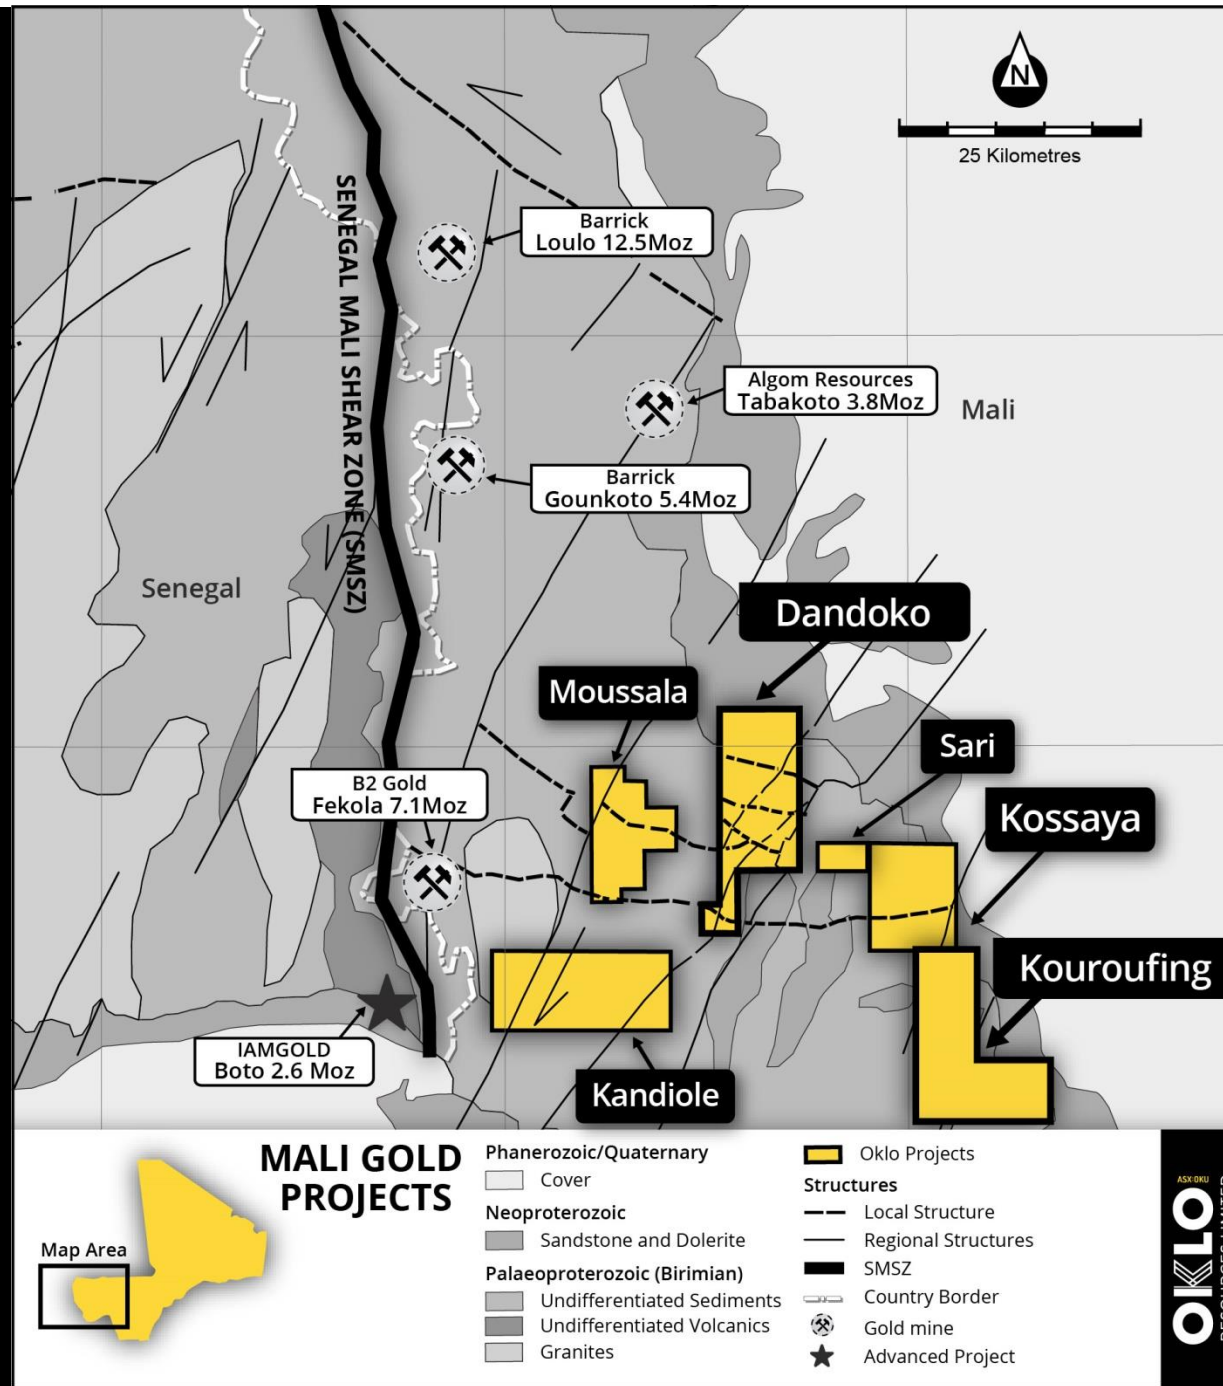 N
25 Kilometres
SENEGAL MALI SHEAR ZONE (SMSZ)
Barrick
Loulo 12.5Moz
Algom Resources
Tabakoto 3.8Moz
Mali
Barrick
Gounkoto 5.4Moz
Senegal
Dandoko
Moussala
Sari
B2 Gold
Fekola 7.1Moz
Kossaya
Kouroufing
IAMGOLD
Boto 2.6 Moz
Kandiole
MALI GOLD
PROJECTS
Map Area
Phanerozoic/Quaternary
Cover
Neoproterozoic
Sandstone and Dolerite
Palaeoproterozoic (Birimian)
Undifferentiated Sediments
Undifferentiated Volcanics
Granites
Oklo Projects
Structures
Local Structure
Regional Structures
SMSZ
Country Border
Gold mine
Advanced Project
ASX:OKU
OKLO
RESOURCES LIMITED